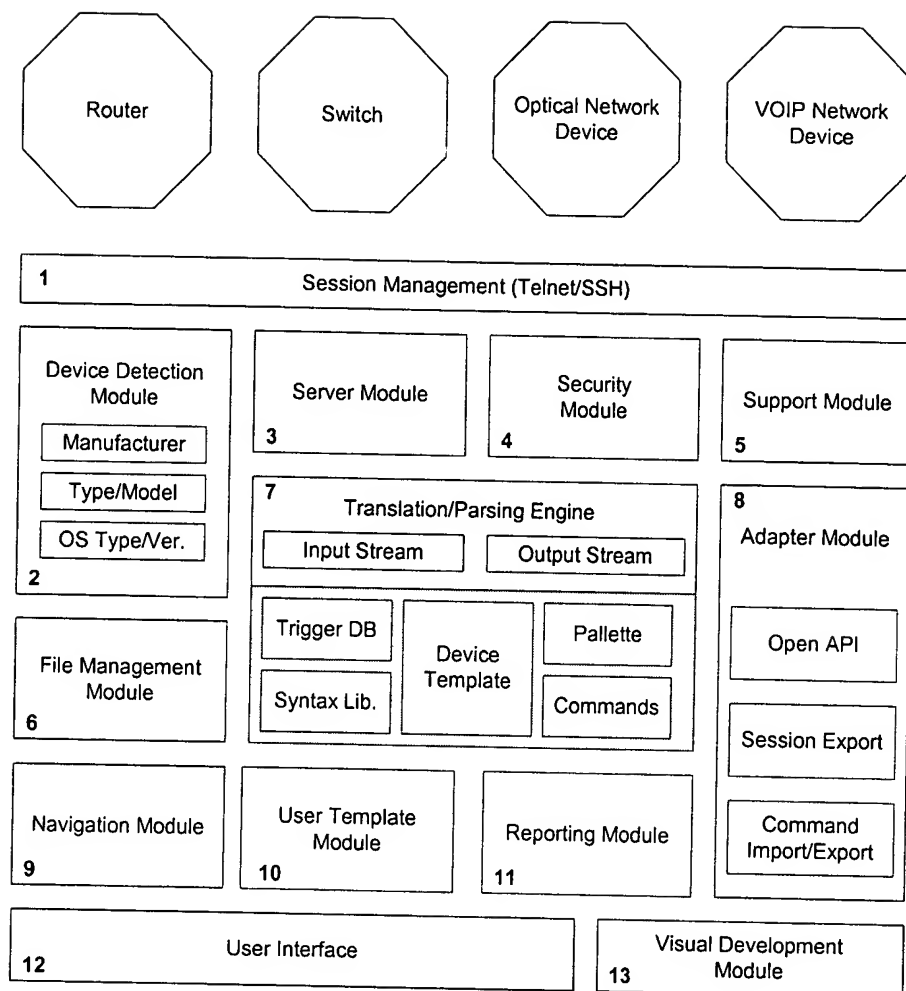 Router
Switch
Optical Network
Device
VOIP Network
Device
1
Session Management (Telnet/SSH)
Device Detection
Module
Manufacturer
Type/Model
OS Type/Ver.
2
Server Module
3
Security
Module
4
Support Module
5
File Management
Module
6
7
Translation/Parsing Engine
Input Stream
Output Stream
Trigger DB
Syntax Lib.
Device
Template
Pallette
Commands
8
Adapter Module
Open API
Session Export
Command
Import/Export
Navigation Module
9
User Template
Module
10
Reporting Module
11
User Interface
12
Visual Development
Module
13